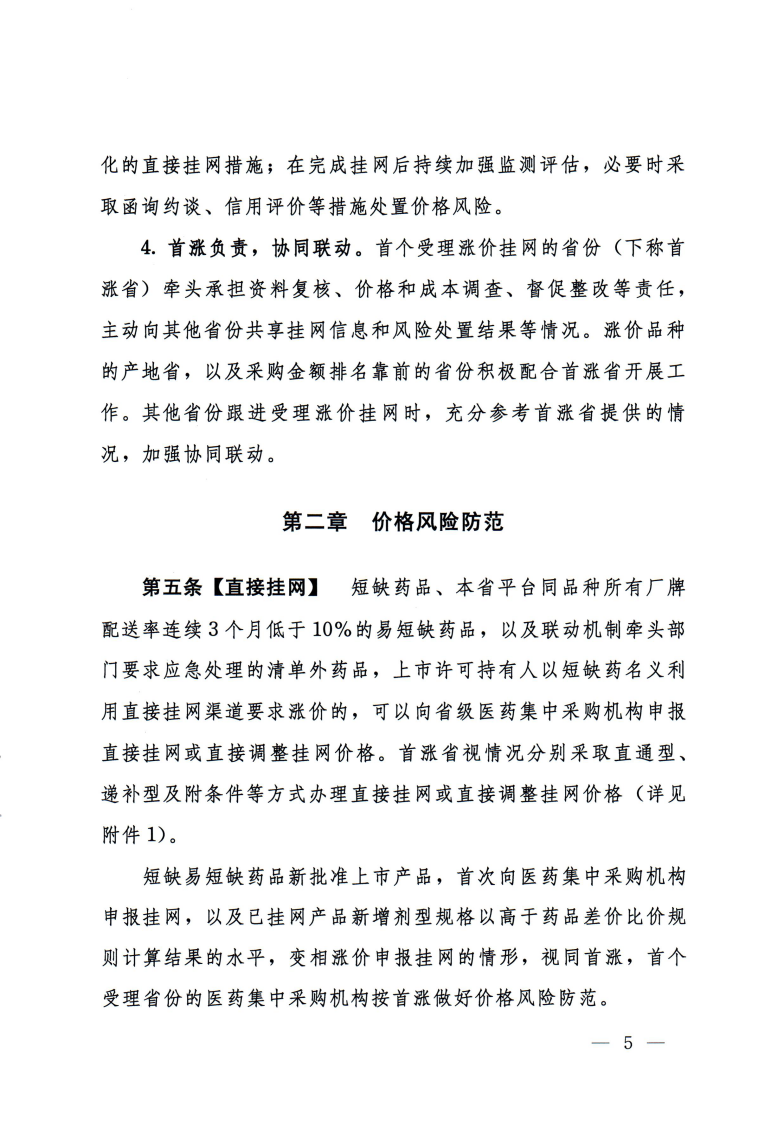 化的直接挂网措施；在完成挂网后持续加强监测评估，必要时采
取函询约谈、信用评价等措施处置价格风险。
4. 首涨负责，协同联动。首个受理涨价挂网的省份（下称首
涨省）牵头承担资料复核、价格和成本调查、督促整改等责任，
主动向其他省份共享挂网信息和风险处置结果等情况。涨价品种
的产地省，以及采购金额排名靠前的省份积极配合首涨省开展工
作。其他省份跟进受理涨价挂网时，充分参考首涨省提供的情
况，加强协同联动。
第二章 价格风险防范
第五条【直接挂网】 短缺药品、本省平台同品种所有厂牌
配送率连续 3 个月低于 10%的易短缺药品，以及联动机制牵头部
门要求应急处理的清单外药品，上市许可持有人以短缺药名义利
用直接挂网渠道要求涨价的，可以向省级医药集中采购机构申报
直接挂网或直接调整挂网价格。首涨省视情况分别采取直通型、
递补型及附条件等方式办理直接挂网或直接调整挂网价格（详见
附件 1）。
短缺易短缺药品新批准上市产品，首次向医药集中采购机构
申报挂网，以及已挂网产品新增剂型规格以高于药品差价比价规
则计算结果的水平，变相涨价申报挂网的情形，视同首涨，首个
受理省份的医药集中采购机构按首涨做好价格风险防范。
— 5 —